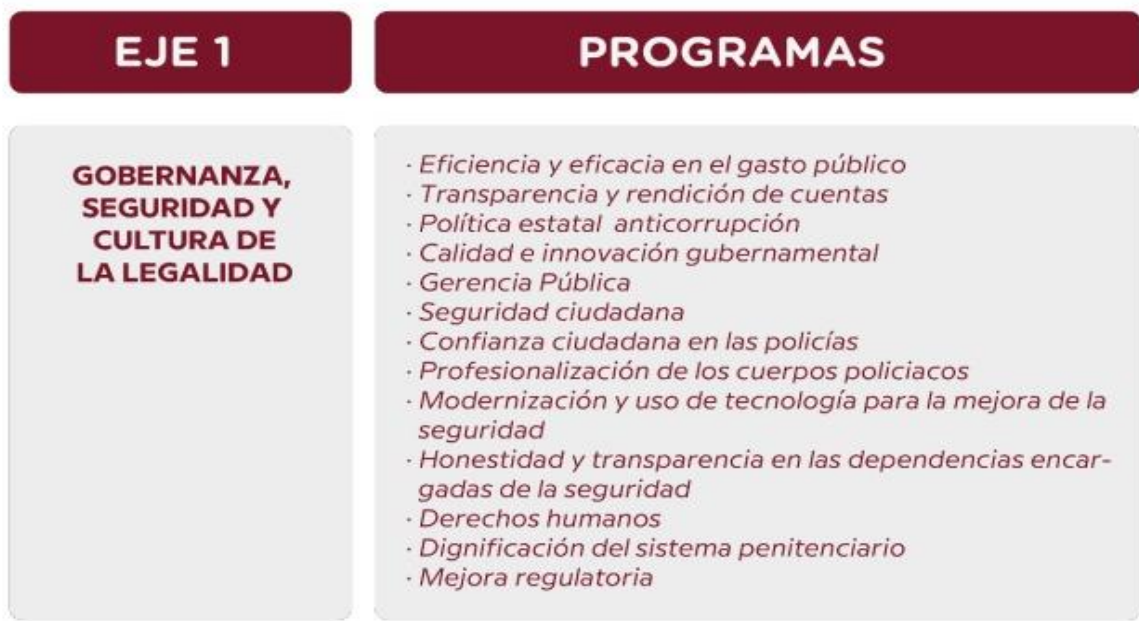 EJE 1
PROGRAMAS
GOBERNANZA,
SEGURIDAD Y
CULTURA DE
LA LEGALIDAD
· Eficiencia y eficacia en el gasto público
· Transparencia y rendición de cuentas
· Política estatal anticorrupción
· Calidad e innovación gubernamental
· Gerencia Pública
· Seguridad ciudadana
· Confianza ciudadana en las policías
· Profesionalización de los cuerpos policiacos
· Modernización y uso de tecnología para la mejora de la
seguridad
· Honestidad y transparencia en las dependencias encar-
gadas de la seguridad
· Derechos humanos
· Dignificación del sistema penitenciario
· Mejora regulatoria